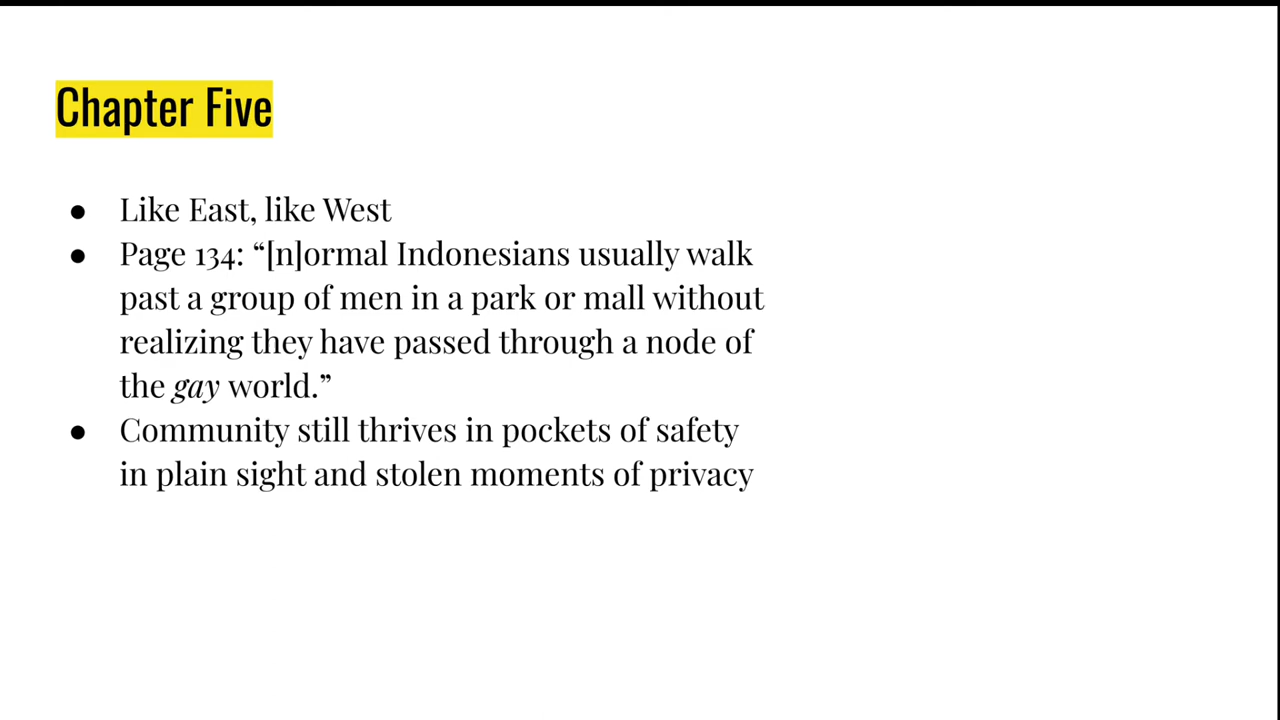 Chapter Five
● Like East, like West
● Page 134: “[n]ormal Indonesians usually walk
past a group of men in a park or mall without
realizing they have passed through a node of
the gay world.”
● Community still thrives in pockets of safety
in plain sight and stolen moments of privacy